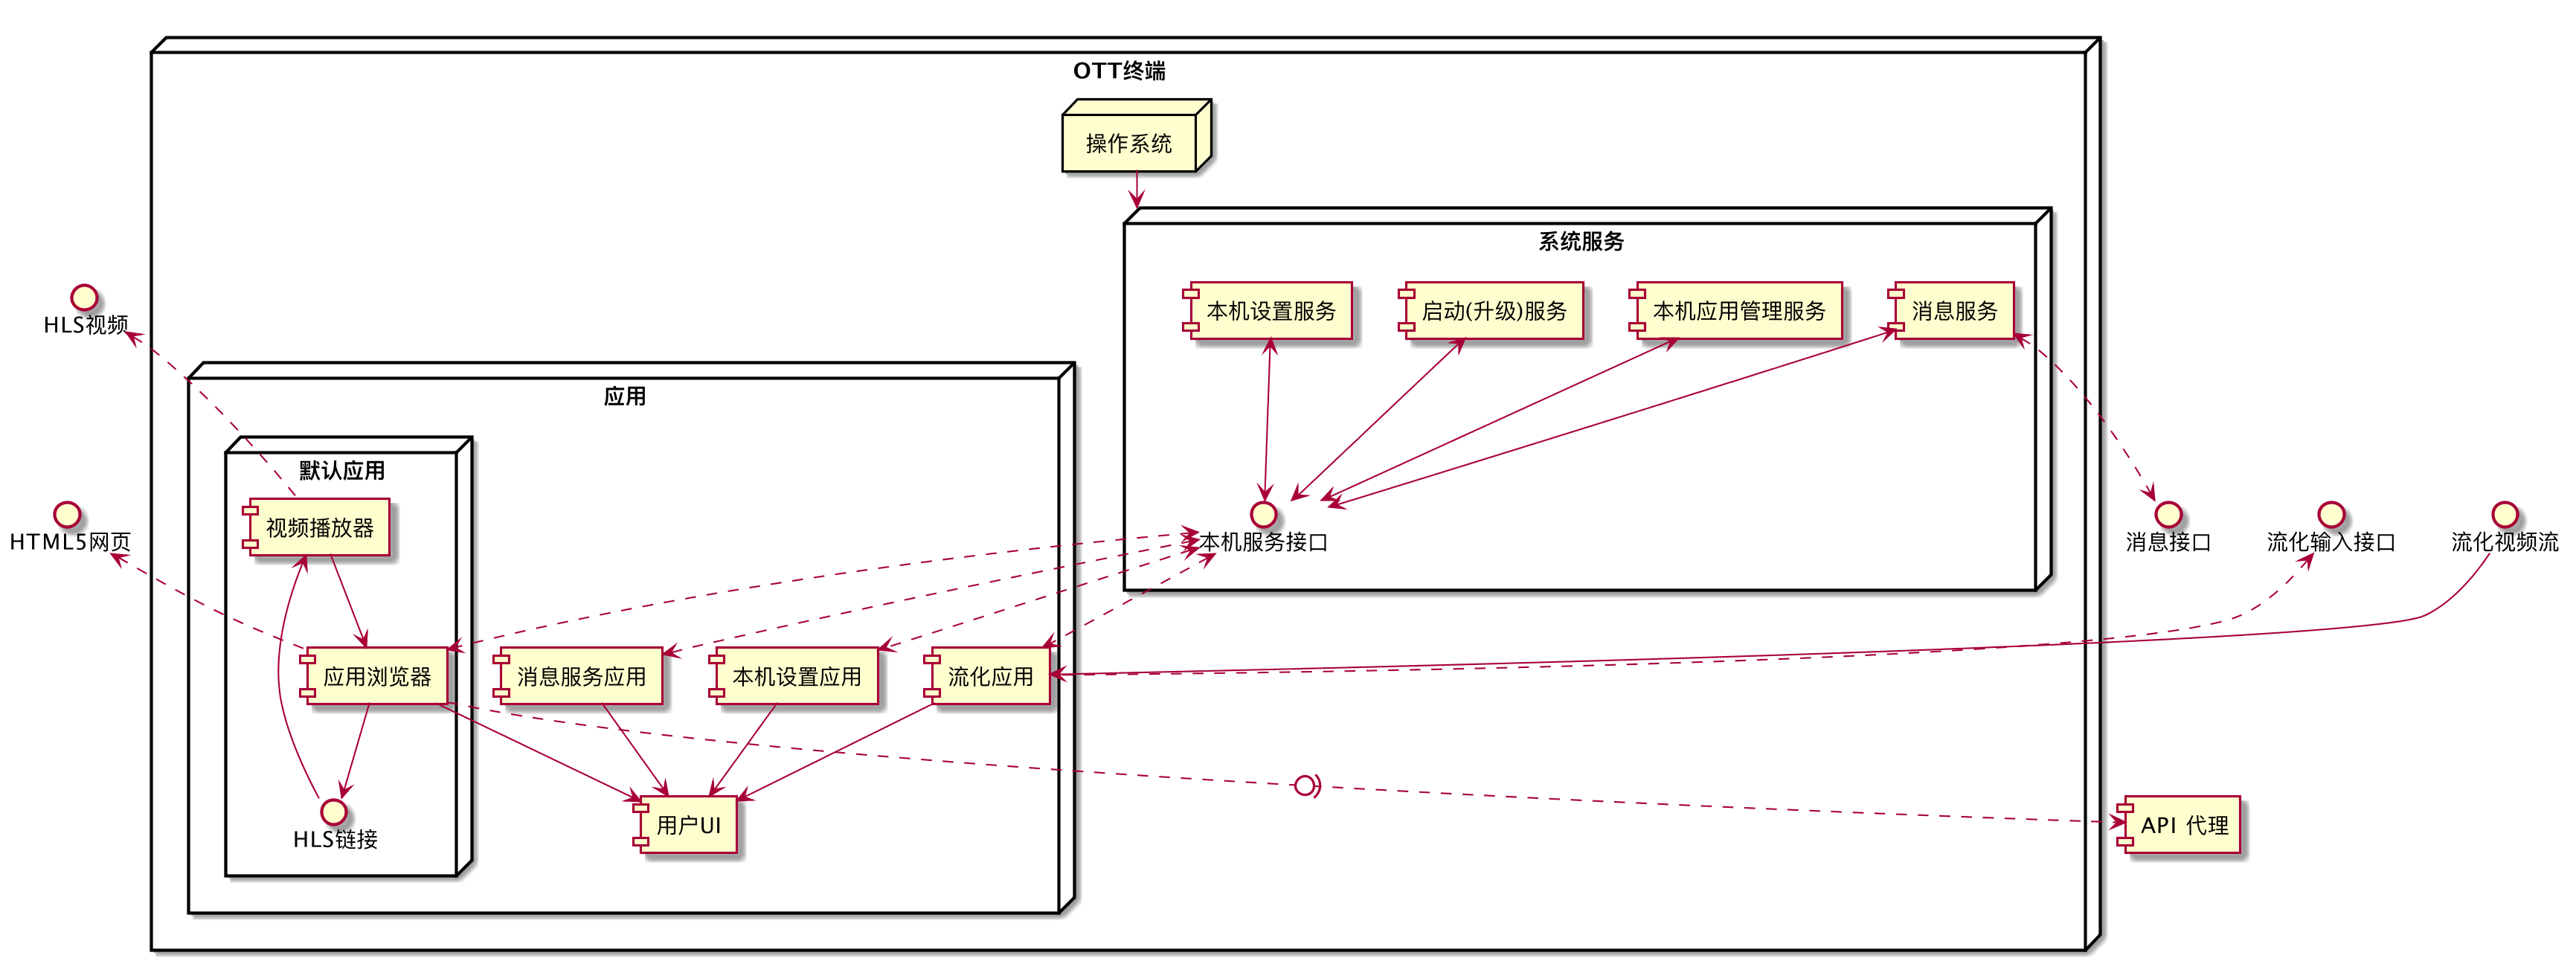 OTT终端
操作系统
系统服务
本机设置服务
启动(升级)服务
本机应用管理服务
消息服务
HLS视频
应用
默认应用
视频播放器
HTML5网页
本机服务接口
消息接口
流化输入接口
流化视频流
应用浏览器
消息服务应用
本机设置应用
流化应用
HLS链接
用户UI
API 代理